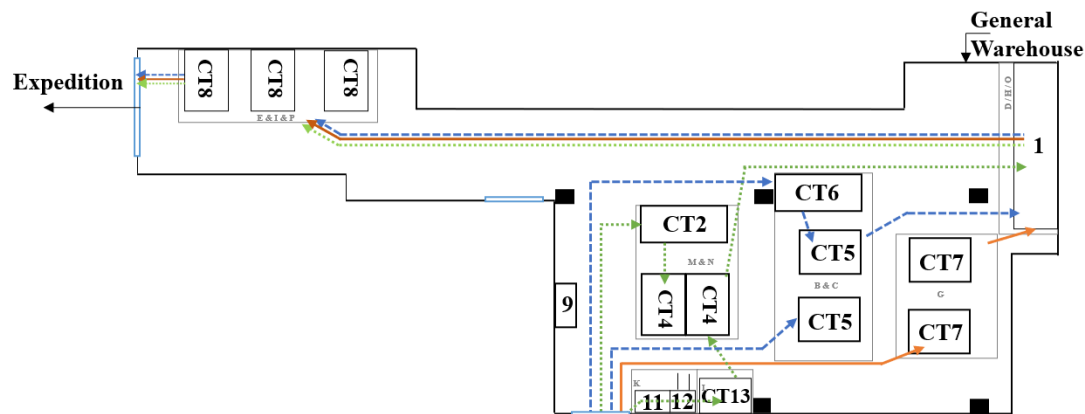 General
Warehouse
Expedition
CT8
CT8
CT8
E & I & P
D / H / O
1
CT6
CT2
CT5
CT7
M & N
B & C
G
CT4
CT4
9
CT5
CT7
K
11
12
CT13